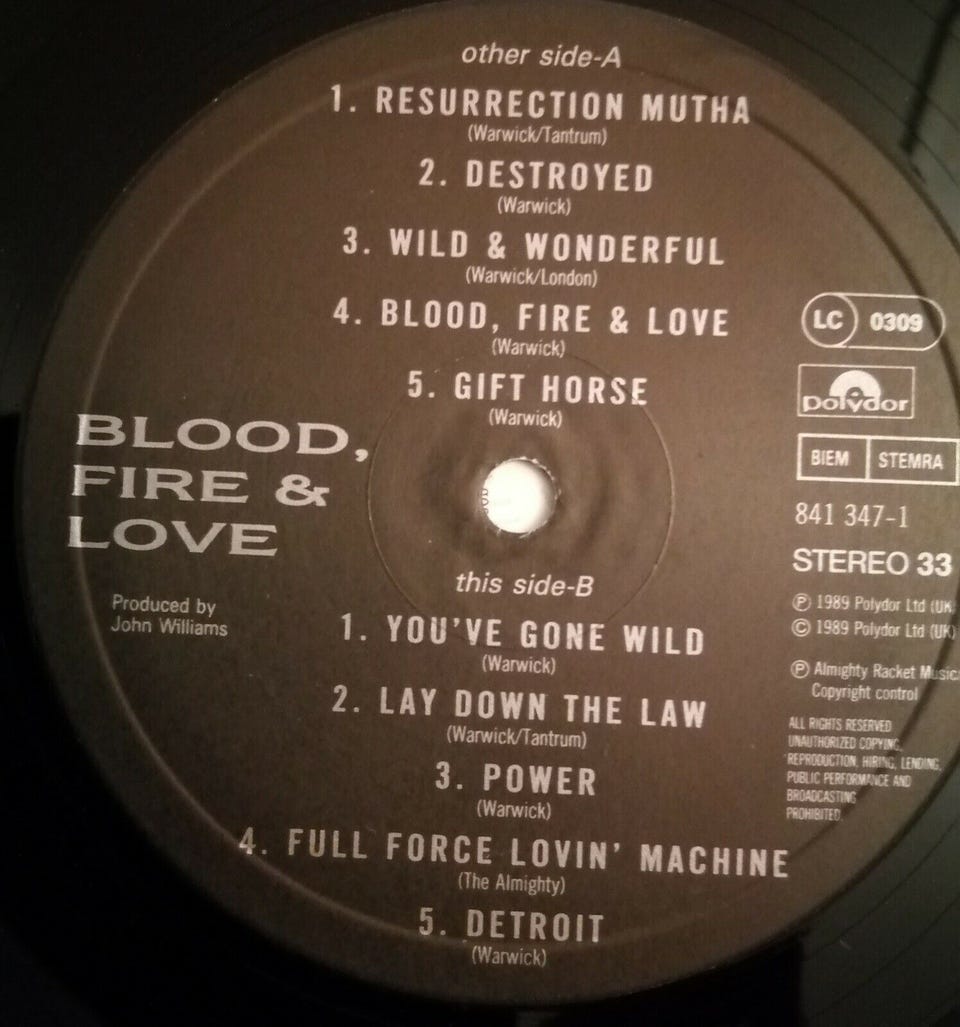 other side-A
1. RESURRECTION MUTHA
(Warwick/Tantrum)
2. DESTROYED
(Warwick)
3. WILD & WONDERFUL
(Warwick/London)
4. BLOOD, FIRE & LOVE
(Warwick)
5. GIFT HORSE
(Warwick)
BLOOD,
FIRE &
LOVE
Produced by
John Williams
this side-B
1. YOU'VE GONE WILD
(Warwick)
2. LAY DOWN THE LAW
(Warwick/Tantrum)
3. POWER
(Warwick)
4. FULL FORCE LOVIN' MACHINE
(The Almighty)
5. DETROIT
(Warwick)
LC 0309
polydor
BIEM STEMRA
841 347-1
STEREO 33
Ⓟ 1989 Polydor Ltd (UK
© 1989 Polydor Ltd (UK)
Ⓟ Almighty Racket Music
Copyright control
ALL RIGHTS RESERVED
UNAUTHORIZED COPYING,
REPRODUCTION, HIRING, LENDING,
PUBLIC PERFORMANCE AND
BROADCASTING
PROHIBITED.